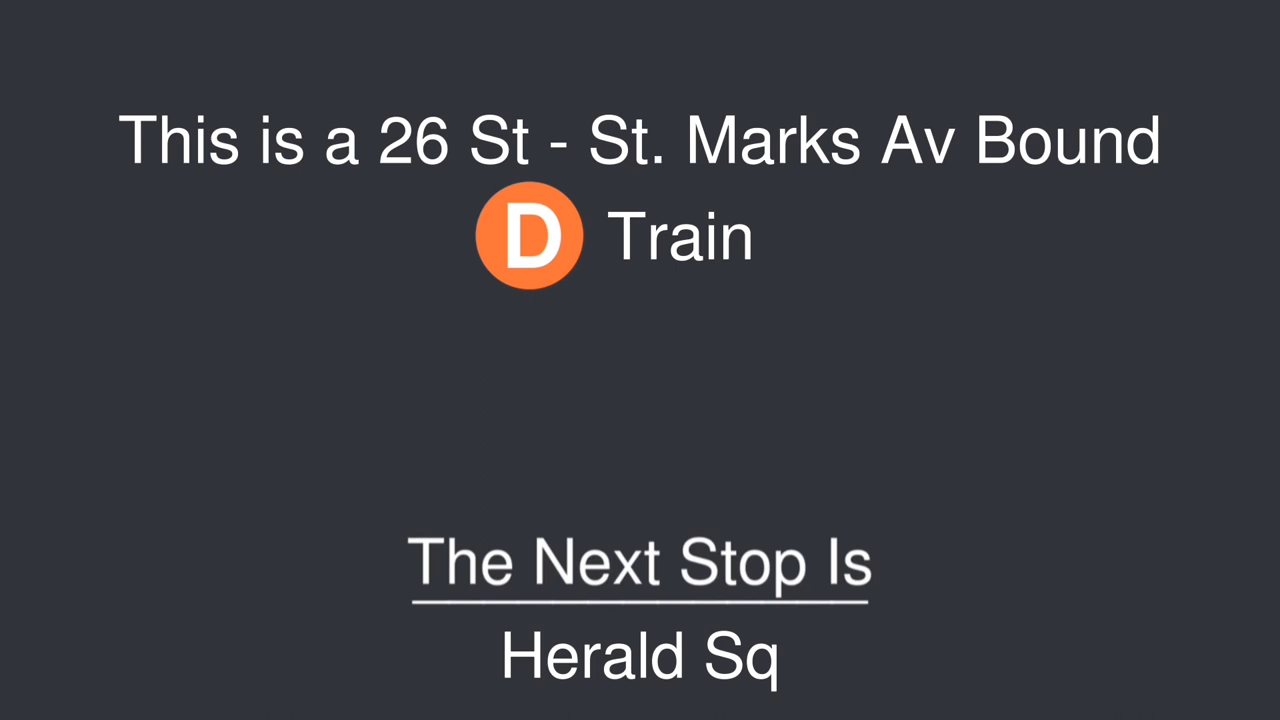 This is a 26 St - St. Marks Av Bound
D Train
The Next Stop Is
Herald Sq